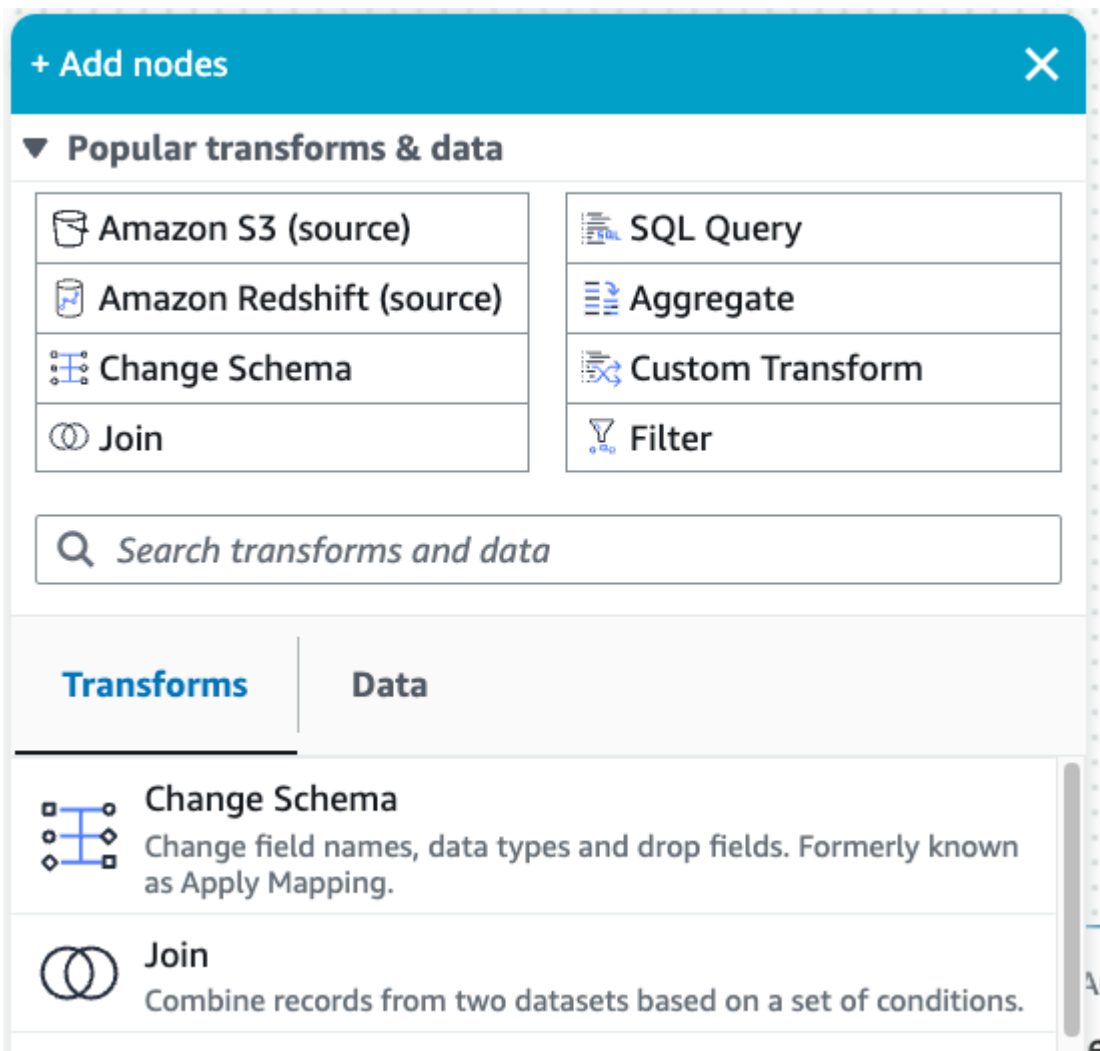 + Add nodes
▼ Popular transforms & data
Amazon S3 (source)
Amazon Redshift (source)
Change Schema
Join
SQL Query
Aggregate
Custom Transform
Filter
Search transforms and data
Transforms
Data
Change Schema
Change field names, data types and drop fields. Formerly known
as Apply Mapping.
Join
Combine records from two datasets based on a set of conditions.